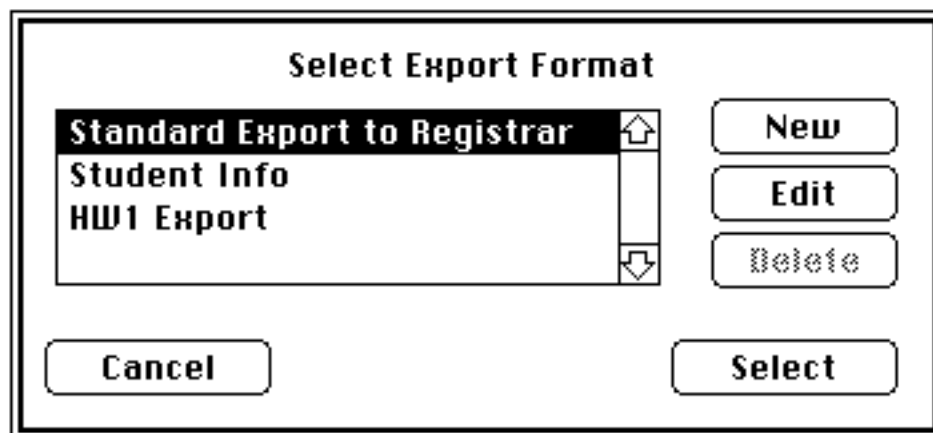 Select Export Format
Standard Export to Registrar
Student Info
HW1 Export
New
Edit
Delete
Cancel
Select